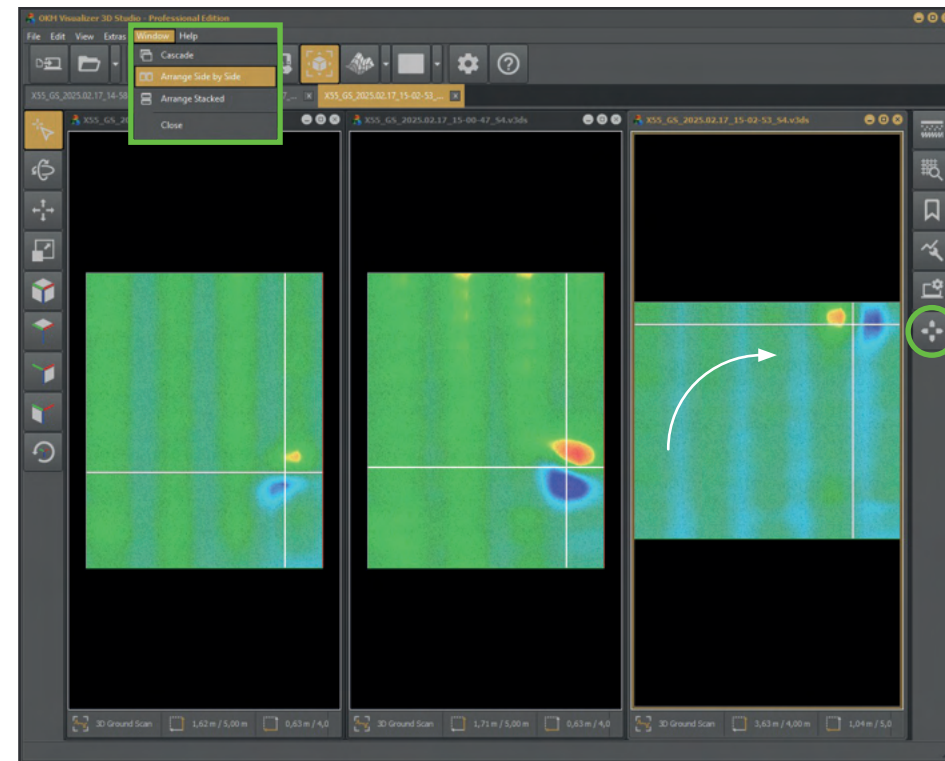 OKM Visualizer 3D Studio - Professional Edition
File Edit View Extras Window Help
Cascade
Arrange Side by Side
Arrange Stacked
Close
X55_GS_2025.02.17_14-58
7_...
X55_GS_2025.02.17_15-02-53_...
X55_GS_20
X55_GS_2025.02.17_15-00-47_S4.v3ds
X55_GS_2025.02.17_15-02-53_S4.v3ds
3D Ground Scan 1,62 m / 5,00 m 0,63 m / 4,0
3D Ground Scan 1,71 m / 5,00 m 0,63 m / 4,0
3D Ground Scan 3,63 m / 4,00 m 1,04 m / 5,0